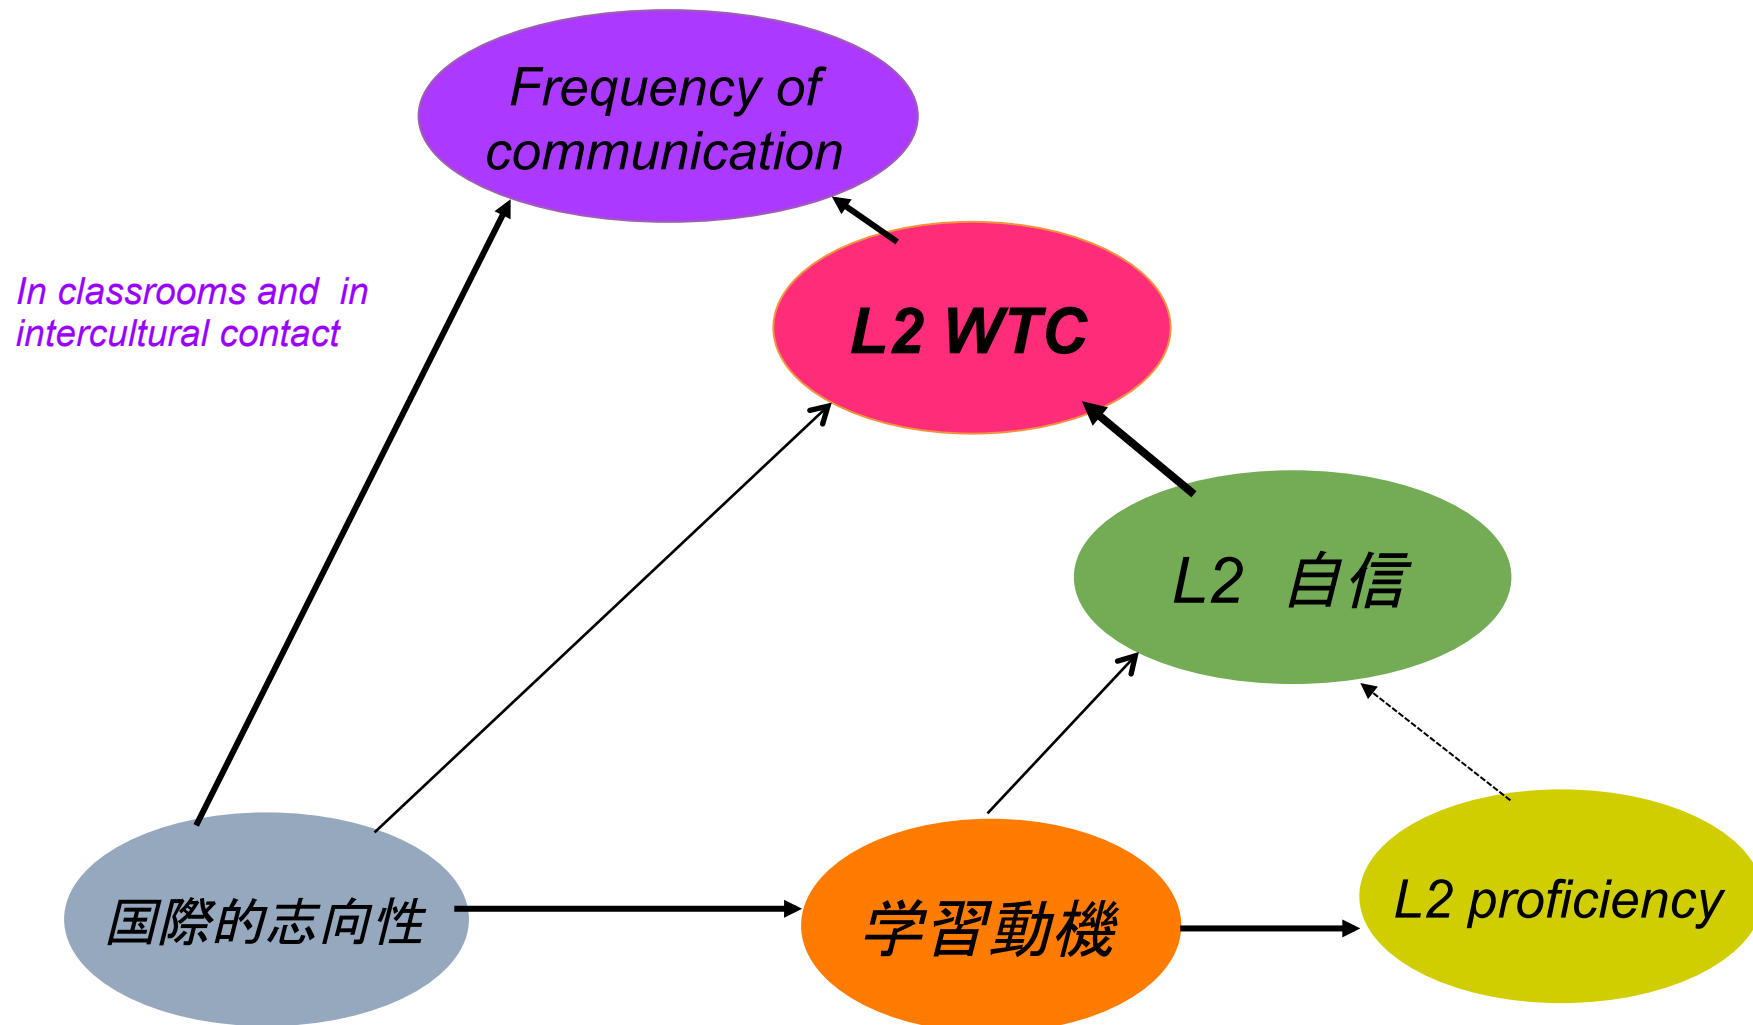 Frequency of
communication
In classrooms and in
intercultural contact
L2 WTC
L2 自信
国際的志向性
学習動機
L2 proficiency